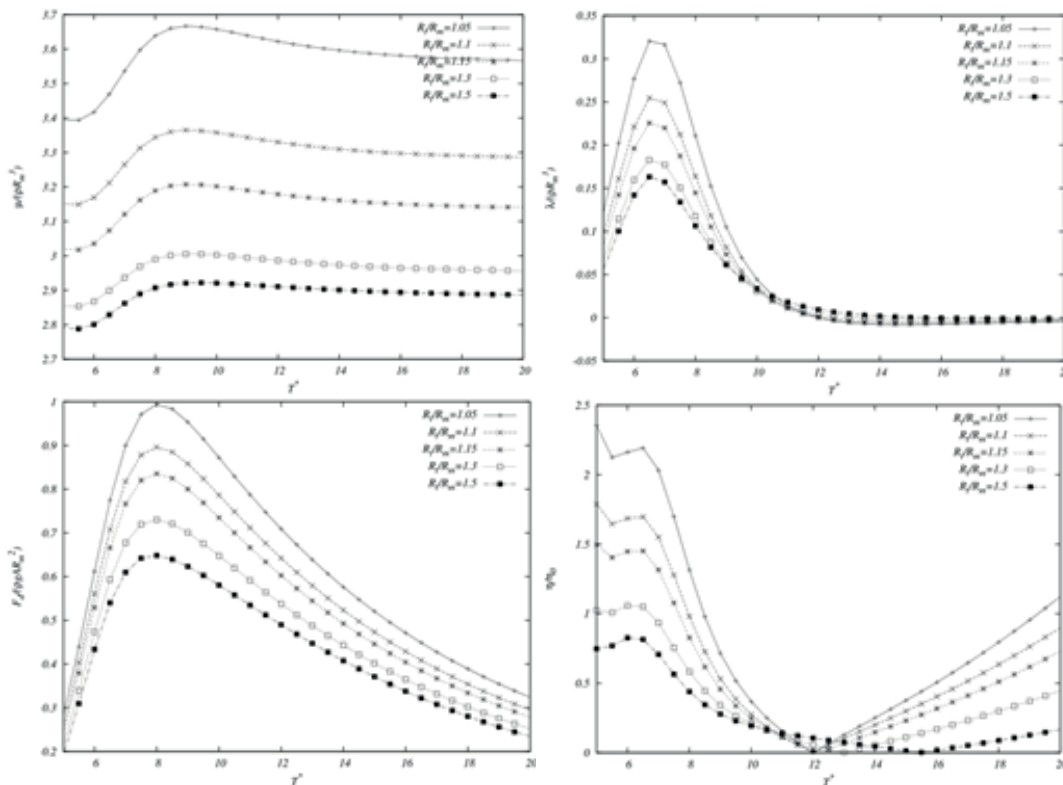 3.7
3.6
3.5
3.4
3.3
3.2
3.1
3
2.9
2.8
2.7
6 8 10 12 14 16 18 20
T*
R_f/R_m=1.05
R_f/R_m=1.1
R_f/R_m=1.15
R_f/R_m=1.3
R_f/R_m=1.5
0.35
0.3
0.25
0.2
0.15
0.1
0.05
0
-0.05
6 8 10 12 14 16 18 2
T*
R_f/R_m=1.05
R_f/R_m=1.1
R_f/R_m=1.15
R_f/R_m=1.3
R_f/R_m=1.5
1
0.9
0.8
0.7
0.6
0.5
0.4
0.3
0.2
6 8 10 12 14 16 18 20
T*
R_f/R_m=1.05
R_f/R_m=1.1
R_f/R_m=1.15
R_f/R_m=1.3
R_f/R_m=1.5
2.5
2
1.5
1
0.5
0
6 8 10 12 14 16 18 20
T*
R_f/R_m=1.05
R_f/R_m=1.1
R_f/R_m=1.15
R_f/R_m=1.3
R_f/R_m=1.5